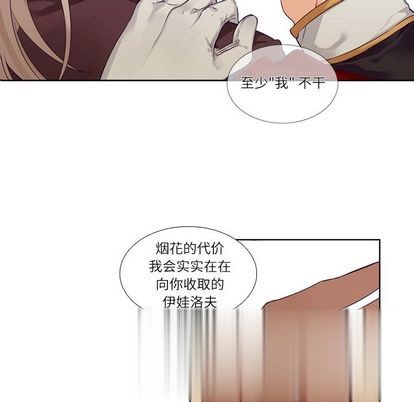 至少"我"不干
烟花的代价
我会实实在在
向你收取的
伊娃洛夫